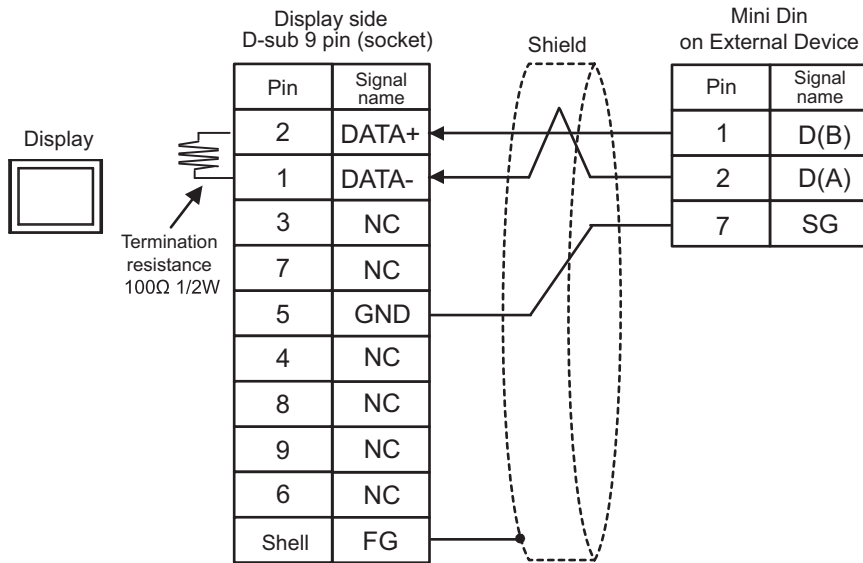 Display side
D-sub 9 pin (socket)
Shield
Mini Din
on External Device
Display
Termination
resistance
100Ω 1/2W
Pin Signal name
2 DATA+
1 DATA-
3 NC
7 NC
5 GND
4 NC
8 NC
9 NC
6 NC
Shell FG
Pin Signal name
1 D(B)
2 D(A)
7 SG